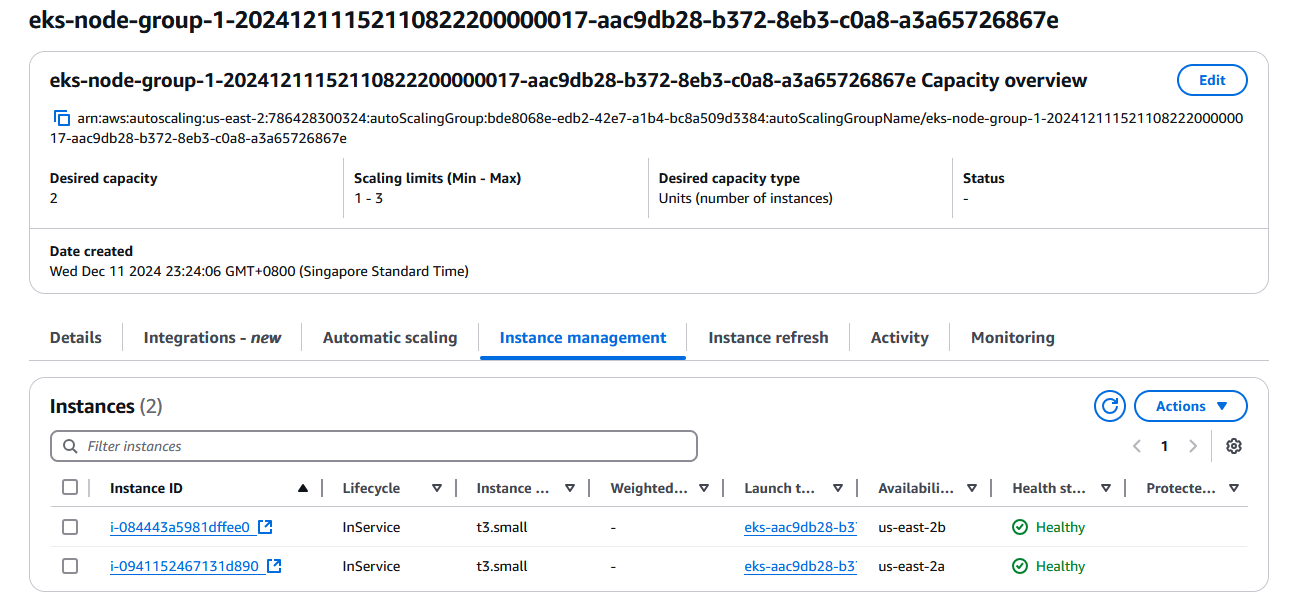 eks-node-group-1-20241211152110822200000017-aac9db28-b372-8eb3-c0a8-a3a65726867e
eks-node-group-1-20241211152110822200000017-aac9db28-b372-8eb3-c0a8-a3a65726867e Capacity overview
Edit
arn:aws:autoscaling:us-east-2:786428300324:autoScalingGroup:bde8068e-edb2-42e7-a1b4-bc8a509d3384:autoScalingGroupName/eks-node-group-1-202412111521108222000000
17-aac9db28-b372-8eb3-c0a8-a3a65726867e
Desired capacity Scaling limits (Min - Max) Desired capacity type Status
2 1 - 3 Units (number of instances) -
Date created
Wed Dec 11 2024 23:24:06 GMT+0800 (Singapore Standard Time)
Details Integrations - new Automatic scaling Instance management Instance refresh Activity Monitoring
Instances (2) Actions
Filter instances 1
Instance ID Lifecycle Instance ... Weighted... Launch t... Availabili... Health st... Protecte...
i-084443a5981dffee0 InService t3.small - eks-aac9db28-b3 us-east-2b Healthy
i-0941152467131d890 InService t3.small - eks-aac9db28-b3 us-east-2a Healthy